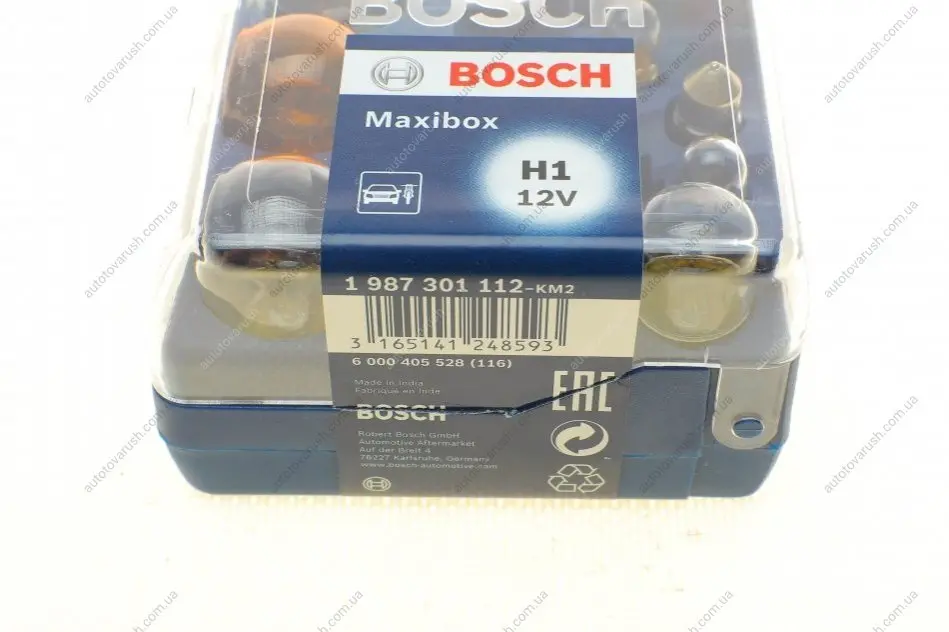 BOSCH
BOSCH
Maxibox
H1
12V
1 987 301 112-KM2
3 165141 248593
6 000 405 528 (116)
Made in India
Fabriqué en Inde
EAC
BOSCH
Robert Bosch GmbH
Automotive Aftermarket
Auf der Breit 4
76227 Karlsruhe, Germany
www.bosch-automotive.com
autotovarush.com.ua